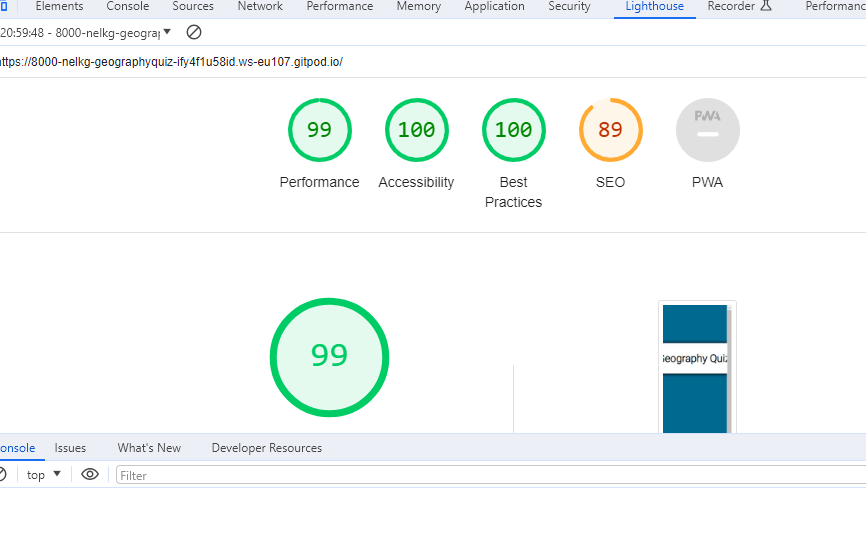 Elements Console Sources Network Performance Memory Application Security Lighthouse Recorder Performanc
20:59:48 - 8000-nelkg-geograp
https://8000-nelkg-geographyquiz-ify4f1u58id.ws-eu107.gitpod.io/
99 100 100 89 PWA
Performance Accessibility Best Practices SEO PWA
99
Geography Quiz
onsole Issues What's New Developer Resources
top Filter